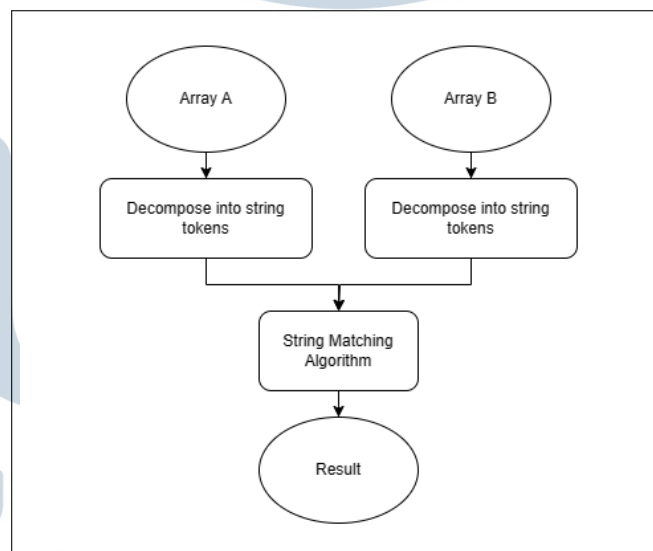 Array A
Array B
Decompose into string
tokens
Decompose into string
tokens
String Matching
Algorithm
Result